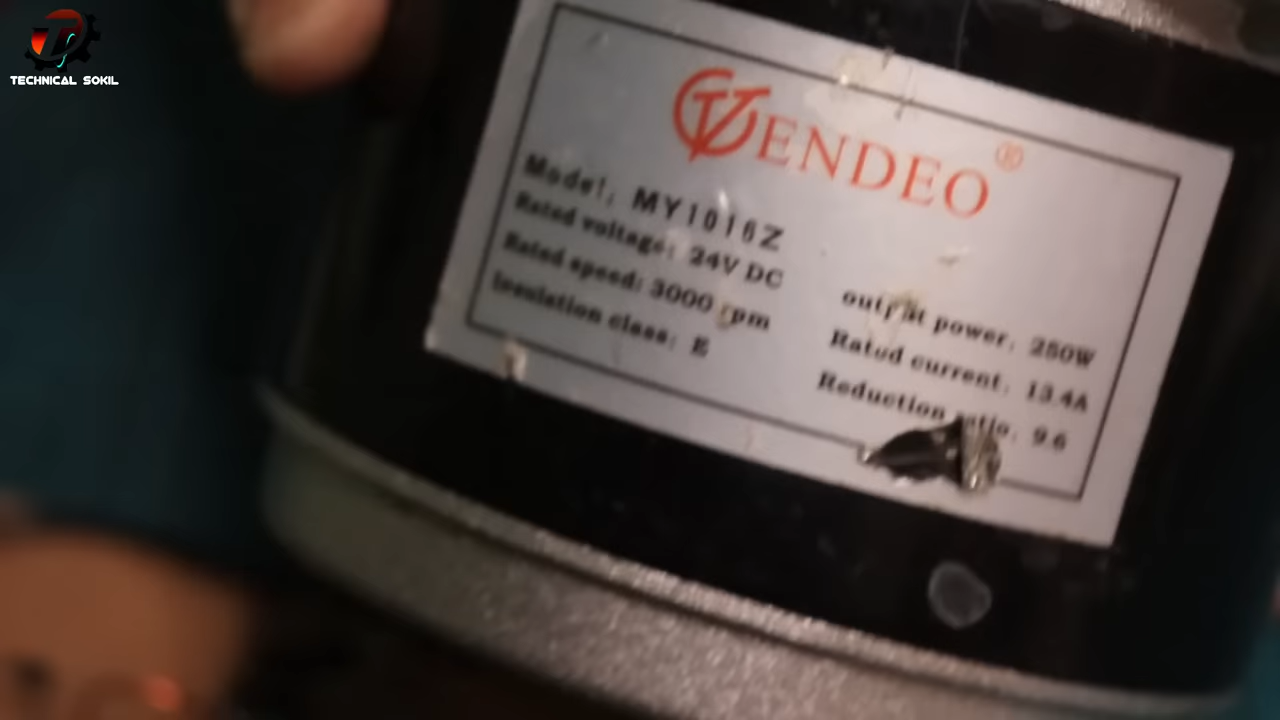 TECHNICAL SOKIL
VENDEO®
Model. MY1016Z
Rated voltage: 24V DC
Rated speed: 3000 rpm
Insulation class: E
output power. 250W
Rated current. 13.4A
Reduction ratio. 9.6